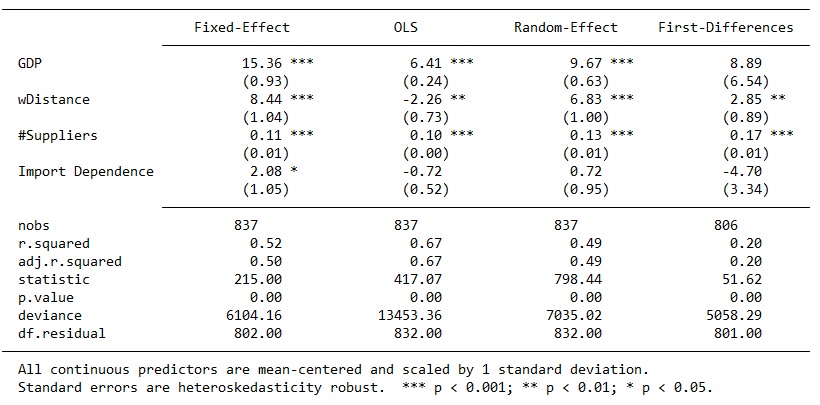 Fixed-Effect OLS Random-Effect First-Differences
GDP 15.36 *** 6.41 *** 9.67 *** 8.89
(0.93) (0.24) (0.63) (6.54)
wDistance 8.44 *** -2.26 ** 6.83 *** 2.85 **
(1.04) (0.73) (1.00) (0.89)
#Suppliers 0.11 *** 0.10 *** 0.13 *** 0.17 ***
(0.01) (0.00) (0.01) (0.01)
Import Dependence 2.08 * -0.72 0.72 -4.70
(1.05) (0.52) (0.95) (3.34)
nobs 837 837 837 806
r.squared 0.52 0.67 0.49 0.20
adj.r.squared 0.50 0.67 0.49 0.20
statistic 215.00 417.07 798.44 51.62
p.value 0.00 0.00 0.00 0.00
deviance 6104.16 13453.36 7035.02 5058.29
df.residual 802.00 832.00 832.00 801.00
All continuous predictors are mean-centered and scaled by 1 standard deviation.
Standard errors are heteroskedasticity robust. *** p < 0.001; ** p < 0.01; * p < 0.05.